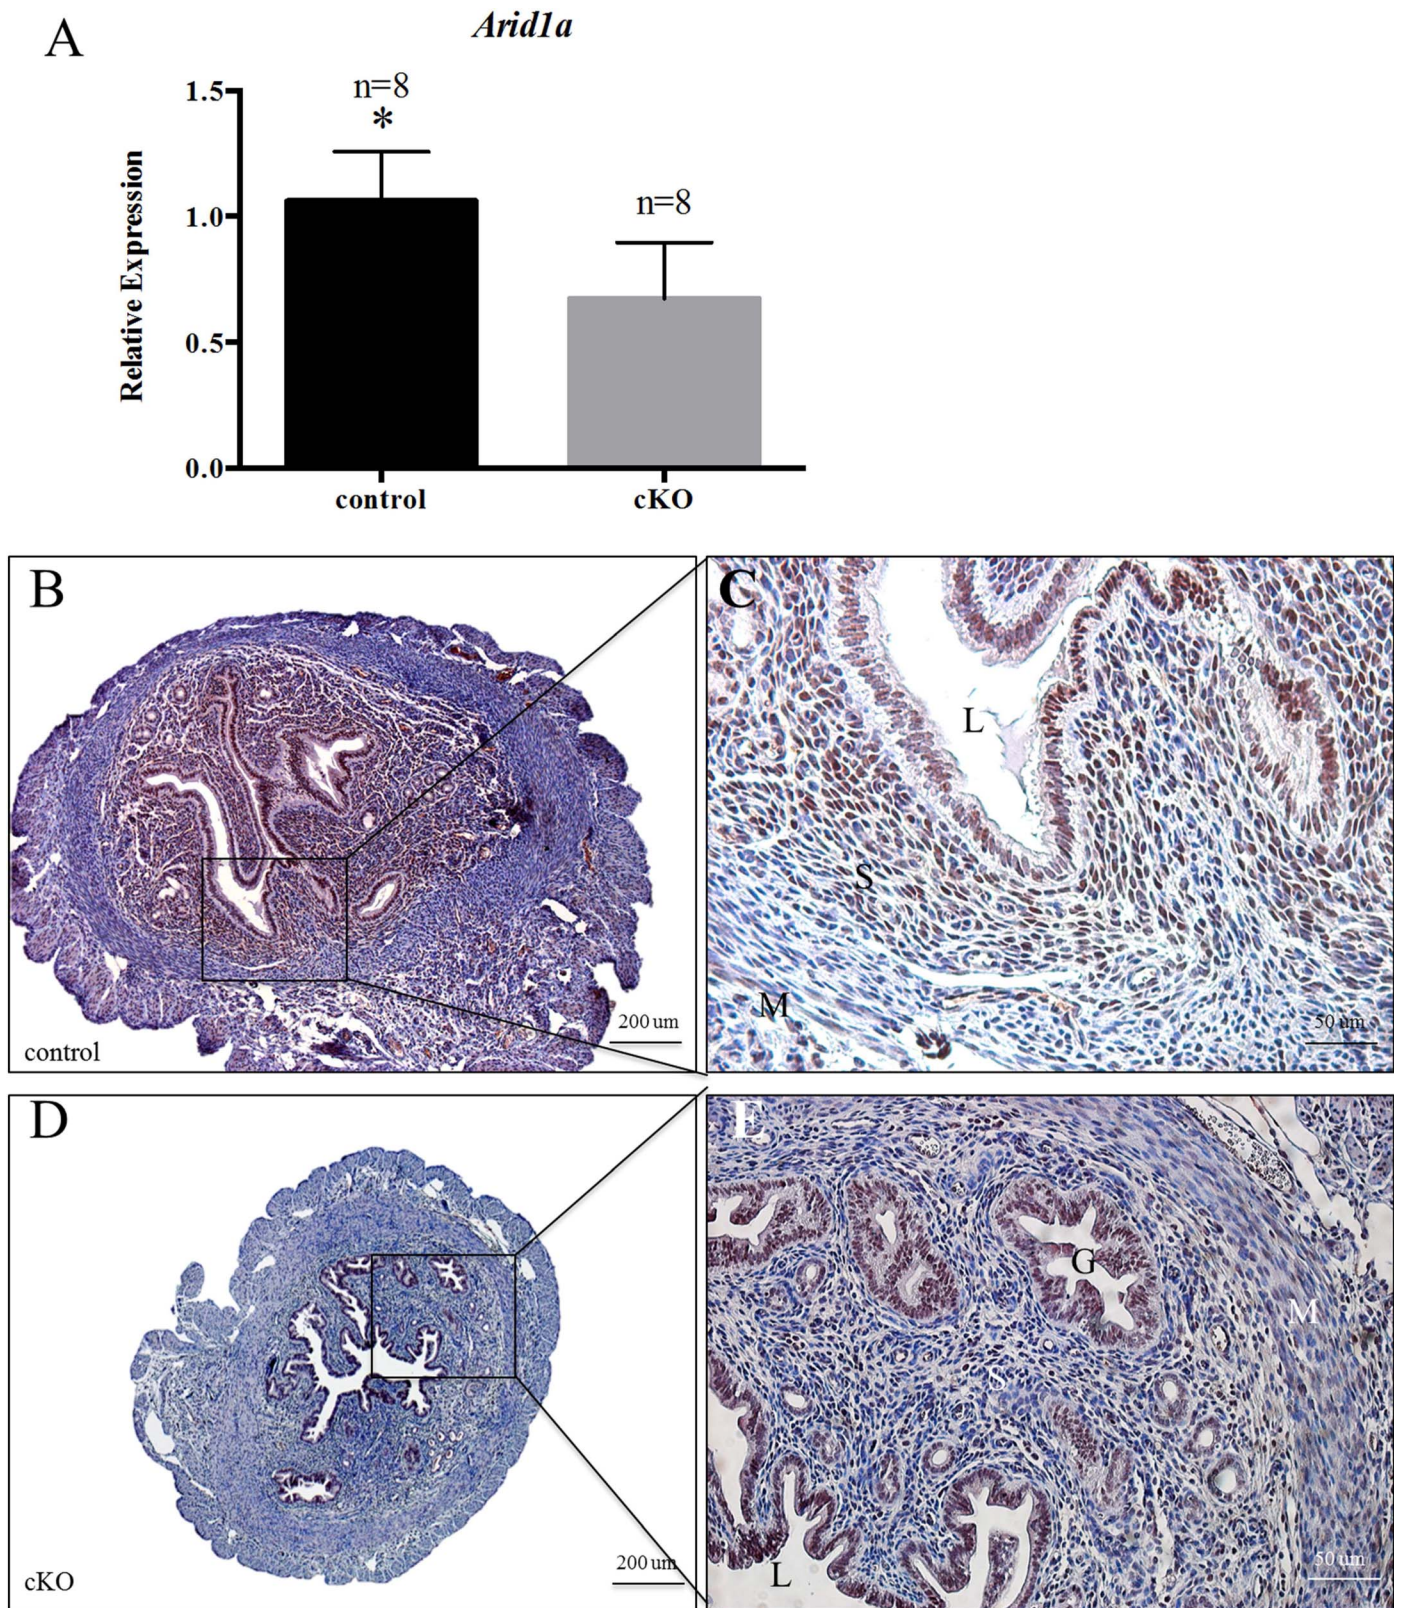 A
Arid1a
Relative Expression
1.5
1.0
0.5
0.0
n=8
*
n=8
control
cKO
B
control
200 um
C
L
S
M
50 um
D
cKO
200 um
E
G
M
S
L
50 um